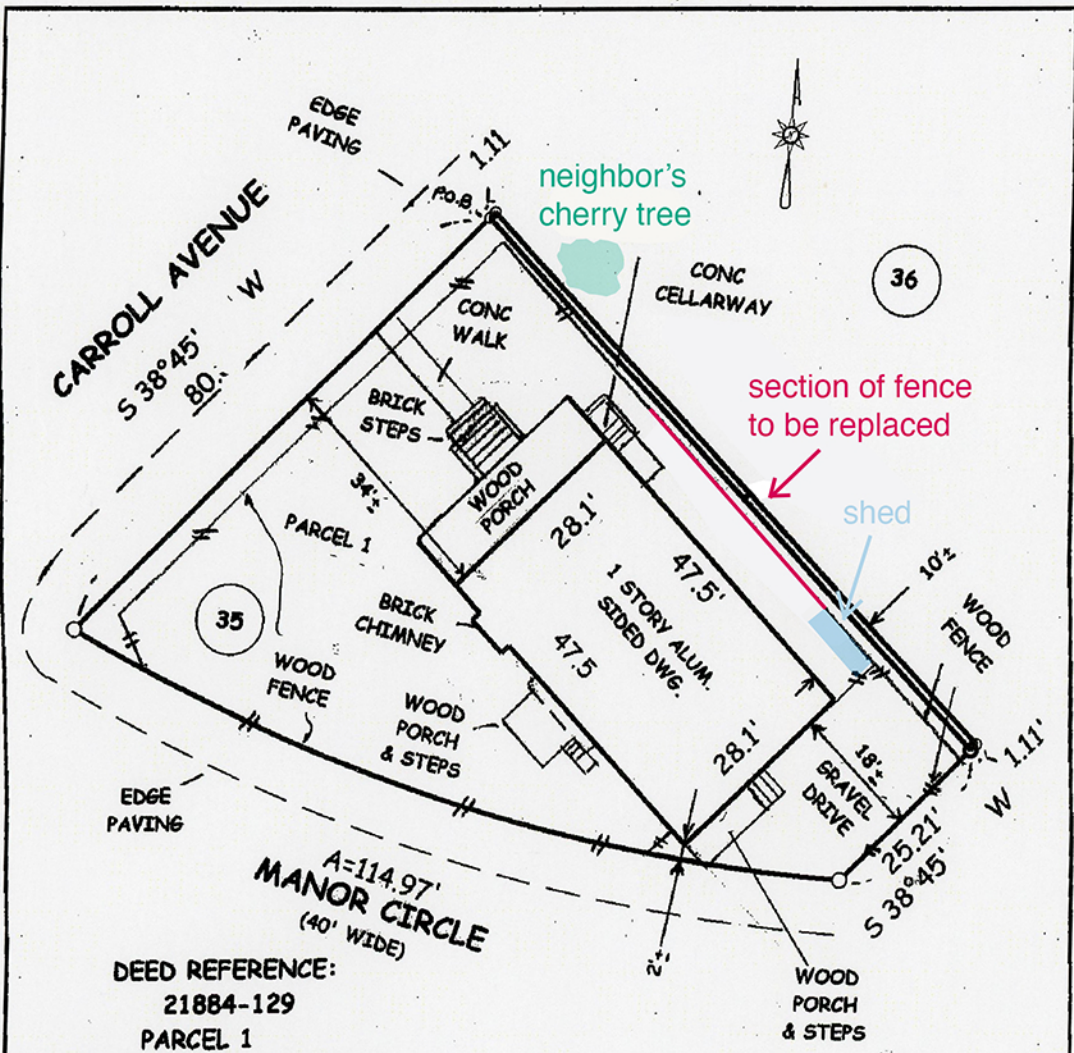 EDGE
PAVING
1.11
P.O.B
neighbor's
cherry tree
CONC
CELLARWAY
36
CARROLL AVENUE
S 38°45' W
80.
CONC
WALK
BRICK
STEPS
WOOD
PORCH
34'±
section of fence
to be replaced
shed
PARCEL 1
35
28.1'
47.5'
1 STORY ALUM.
SIDED DWG.
10'±
WOOD
FENCE
BRICK
CHIMNEY
47.5
WOOD
FENCE
WOOD
PORCH
& STEPS
28.1'
18'±
GRAVEL
DRIVE
1.11'
25.21'
S 38°45' W
EDGE
PAVING
A=114.97'
MANOR CIRCLE
(40' WIDE)
2'±
WOOD
PORCH
& STEPS
DEED REFERENCE:
21884-129
PARCEL 1